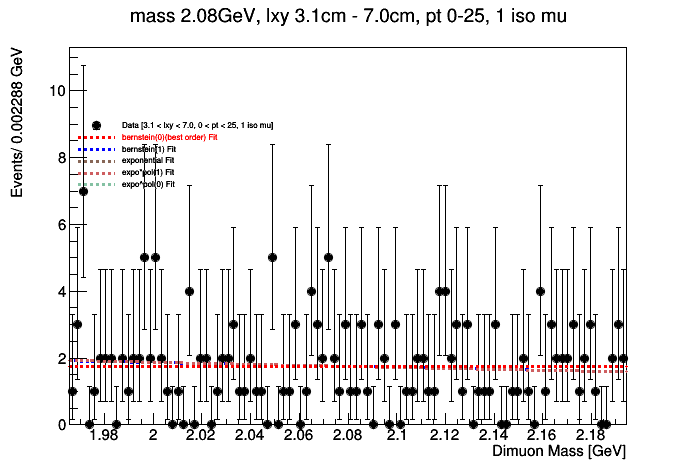 mass 2.08GeV, lxy 3.1cm - 7.0cm, pt 0-25, 1 iso mu
Events/ 0.002288 GeV
10
8
6
4
2
0
Data [3.1 < lxy < 7.0, 0 < pt < 25, 1 iso mu]
bernstein(0)(best order) Fit
bernstein(1) Fit
exponential Fit
expo*pol(1) Fit
expo*pol(0) Fit
1.98 2 2.02 2.04 2.06 2.08 2.1 2.12 2.14 2.16 2.18
Dimuon Mass [GeV]